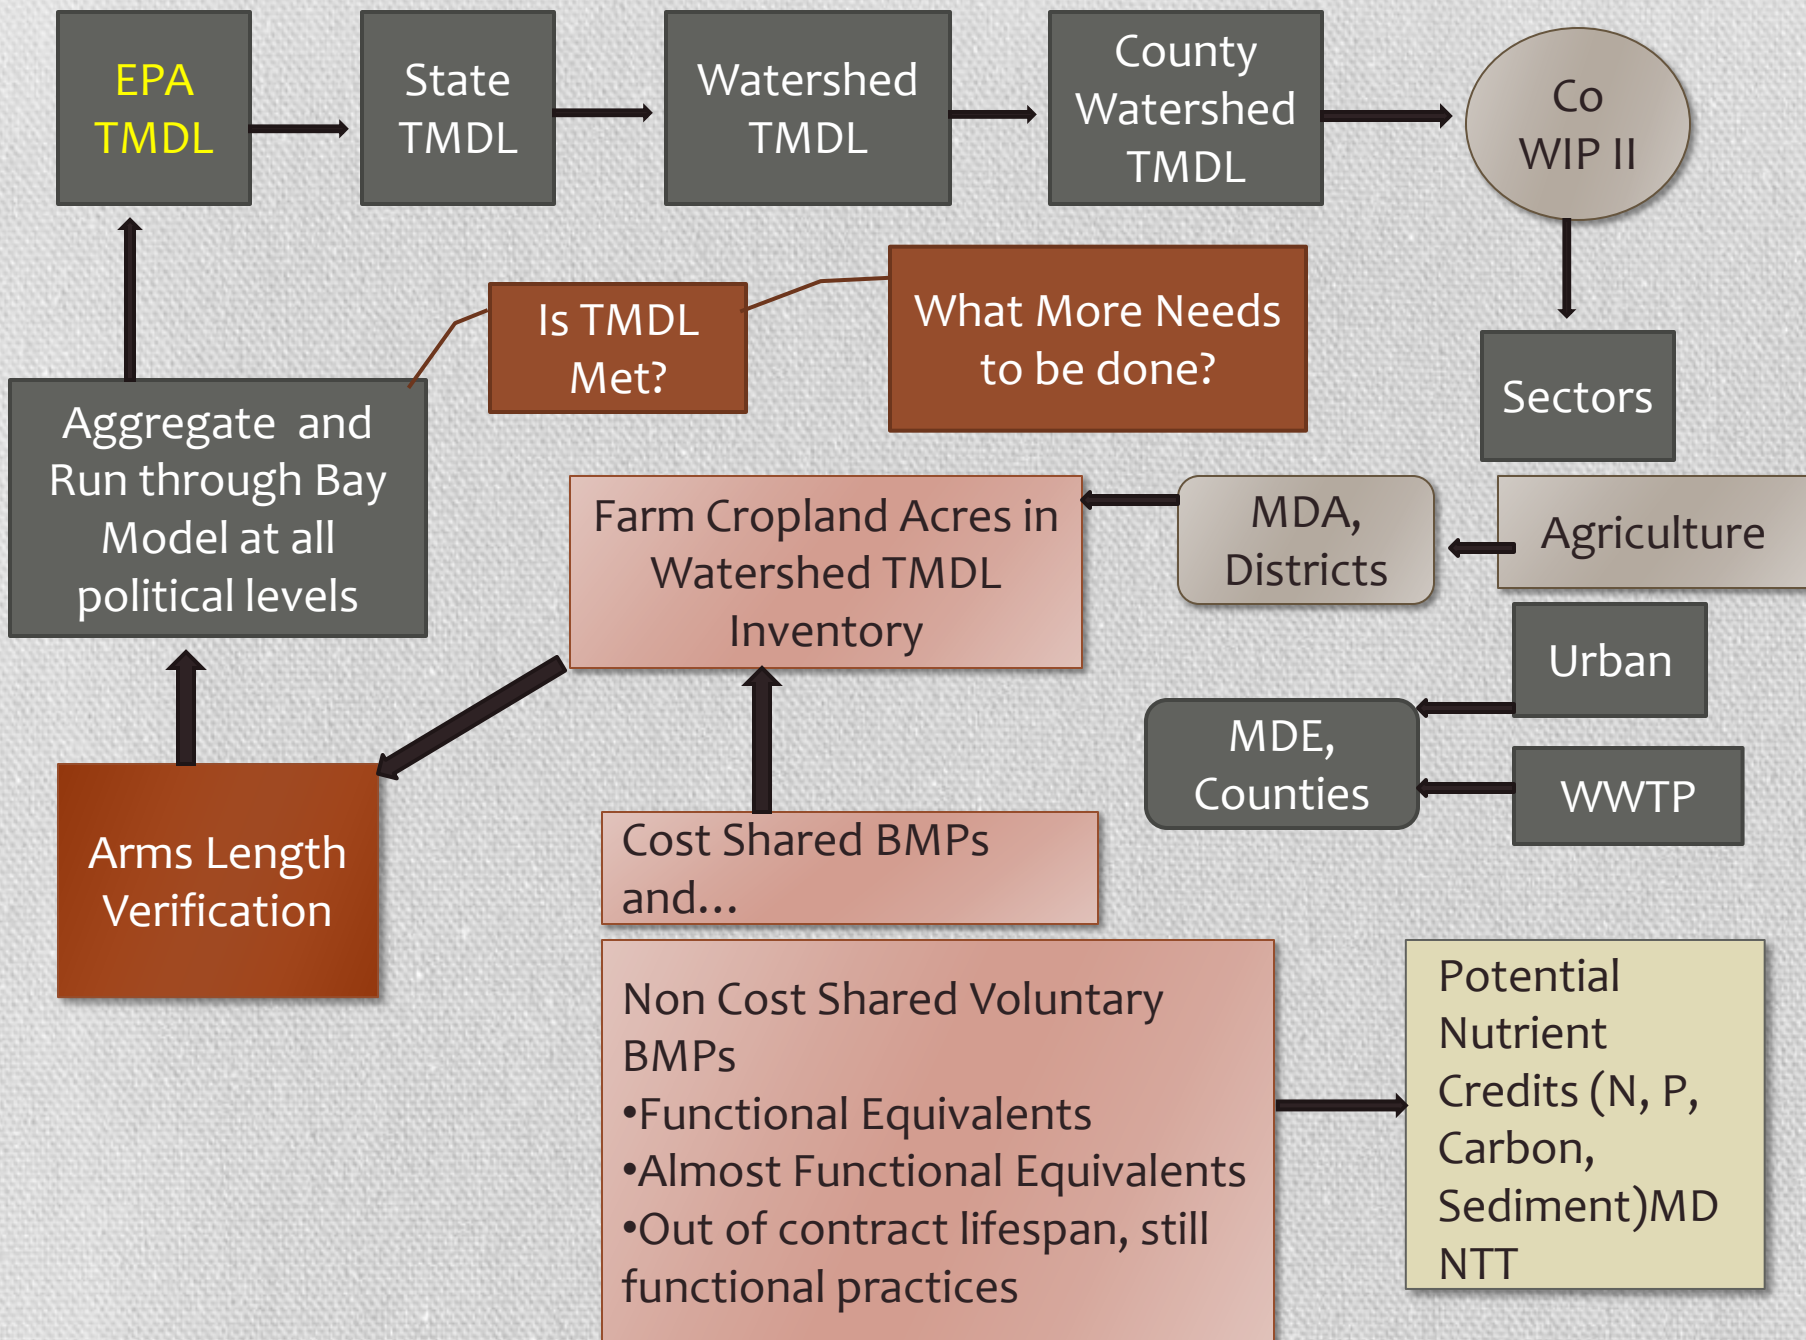 EPA
TMDL
State
TMDL
Watershed
TMDL
County
Watershed
TMDL
Co
WIP II
Is TMDL
Met?
What More Needs
to be done?
Sectors
Aggregate  and
Run through Bay
Model at all
political levels
Farm Cropland Acres in
Watershed TMDL
Inventory
MDA,
Districts
Agriculture
Urban
MDE,
Counties
WWTP
Arms Length
Verification
Cost Shared BMPs
and…
Non Cost Shared Voluntary
BMPs
•Functional Equivalents
•Almost Functional Equivalents
•Out of contract lifespan, still
functional practices
Potential
Nutrient
Credits (N, P,
Carbon,
Sediment)MD
NTT